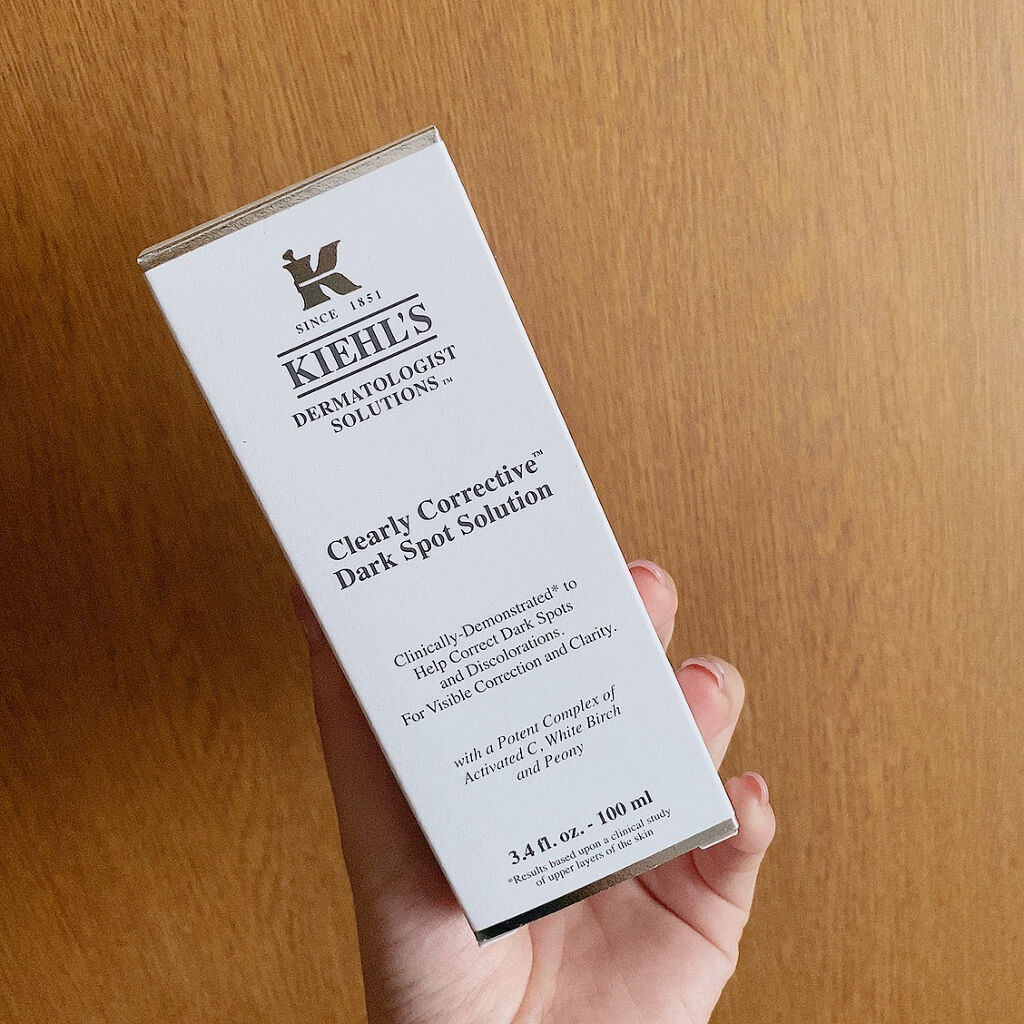 K
SINCE 1851
KIEHL'S
DERMATOLOGIST
SOLUTIONS™
Clearly Corrective™
Dark Spot Solution
Clinically-Demonstrated* to
Help Correct Dark Spots
and Discolorations.
For Visible Correction and Clarity.
with a Potent Complex of
Activated C, White Birch
and Peony
3.4 fl. oz. - 100 ml
*Results based upon a clinical study
of upper layers of the skin